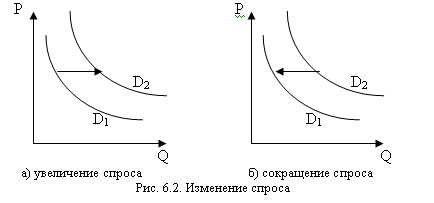 P
D2
D1
Q
а) увеличение спроса
P
D2
D1
Q
б) сокращение спроса
Рис. 6.2. Изменение спроса